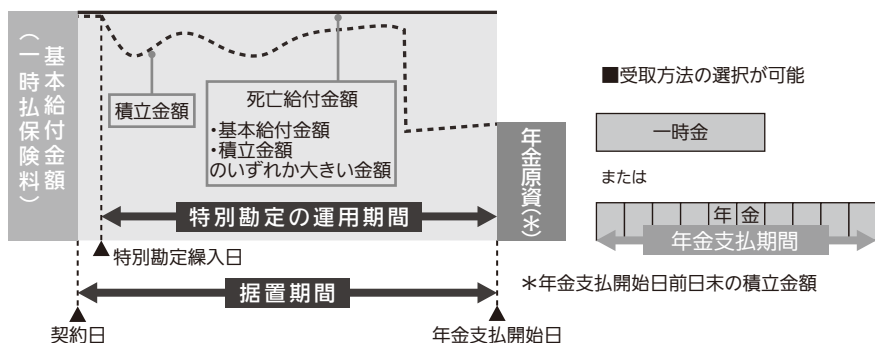 基本給付金額
（一時払保険料）
積立金額
死亡給付金額
・基本給付金額
・積立金額
のいずれか大きい金額
年金原資(＊)
特別勘定の運用期間
特別勘定繰入日
据置期間
契約日
年金支払開始日
■受取方法の選択が可能
一時金
または
年金
年金支払期間
＊年金支払開始日前日末の積立金額